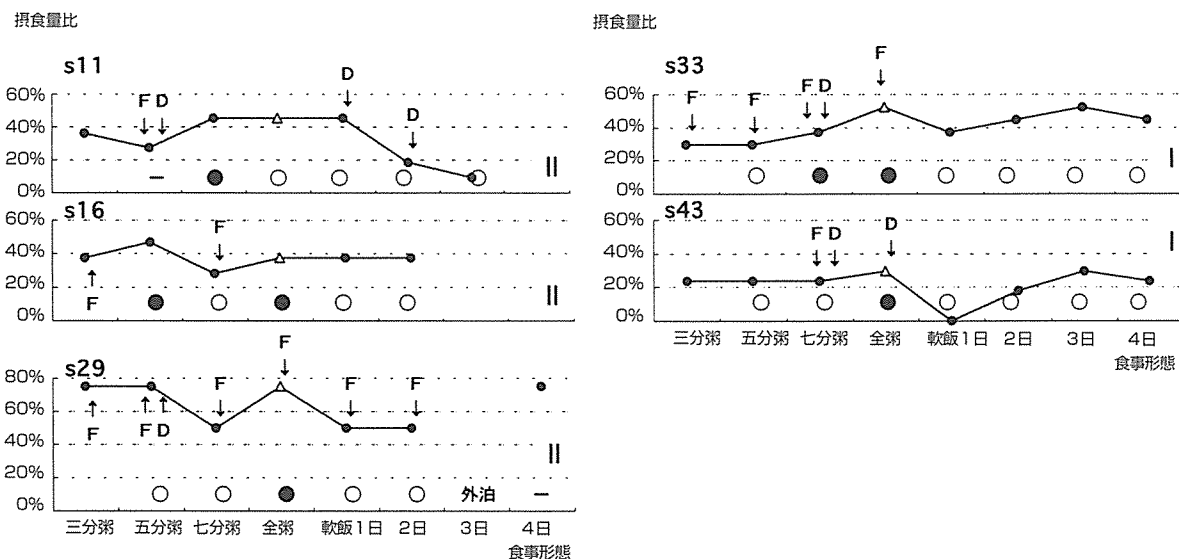 摂食量比
s11
60%
40%
20%
0%
F D
D
D
－
II
s16
60%
40%
20%
0%
F
F
II
s29
80%
60%
40%
20%
0%
F
F D
F
F
F
F
II
外泊
－
三分粥 五分粥 七分粥 全粥 軟飯1日 2日 3日 4日
食事形態
摂食量比
s33
60%
40%
20%
0%
F
F
F D
F
I
s43
60%
40%
20%
0%
F D
D
I
三分粥 五分粥 七分粥 全粥 軟飯1日 2日 3日 4日
食事形態